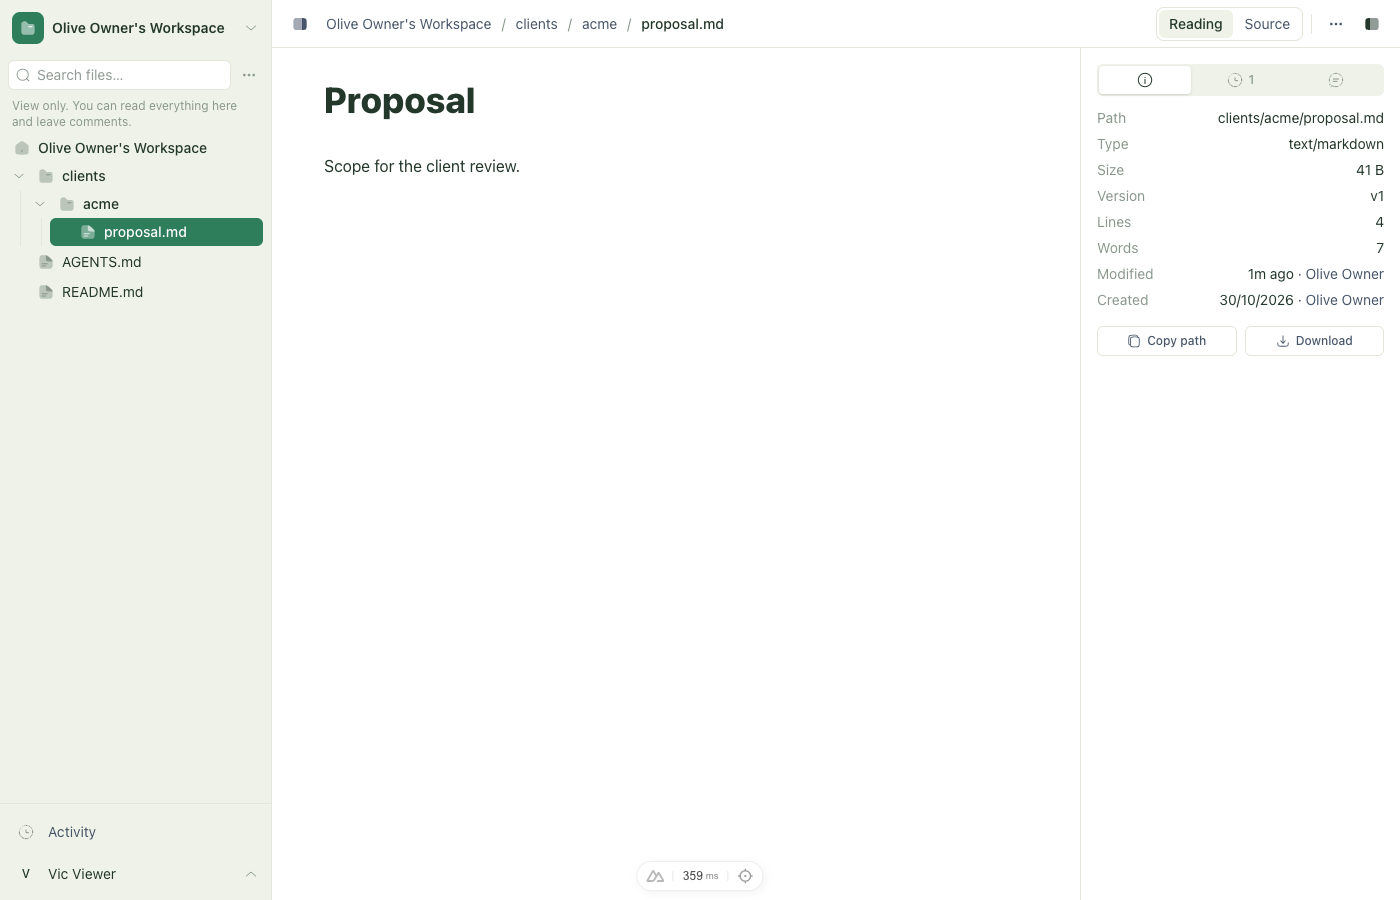 Olive Owner's Workspace
Search files...
View only. You can read everything here
and leave comments.
Olive Owner's Workspace
clients
acme
proposal.md
AGENTS.md
README.md
Activity
V Vic Viewer
Olive Owner's Workspace / clients / acme / proposal.md
Reading Source
Proposal
Scope for the client review.
359 ms
1
Path clients/acme/proposal.md
Type text/markdown
Size 41 B
Version v1
Lines 4
Words 7
Modified 1m ago · Olive Owner
Created 30/10/2026 · Olive Owner
Copy path Download